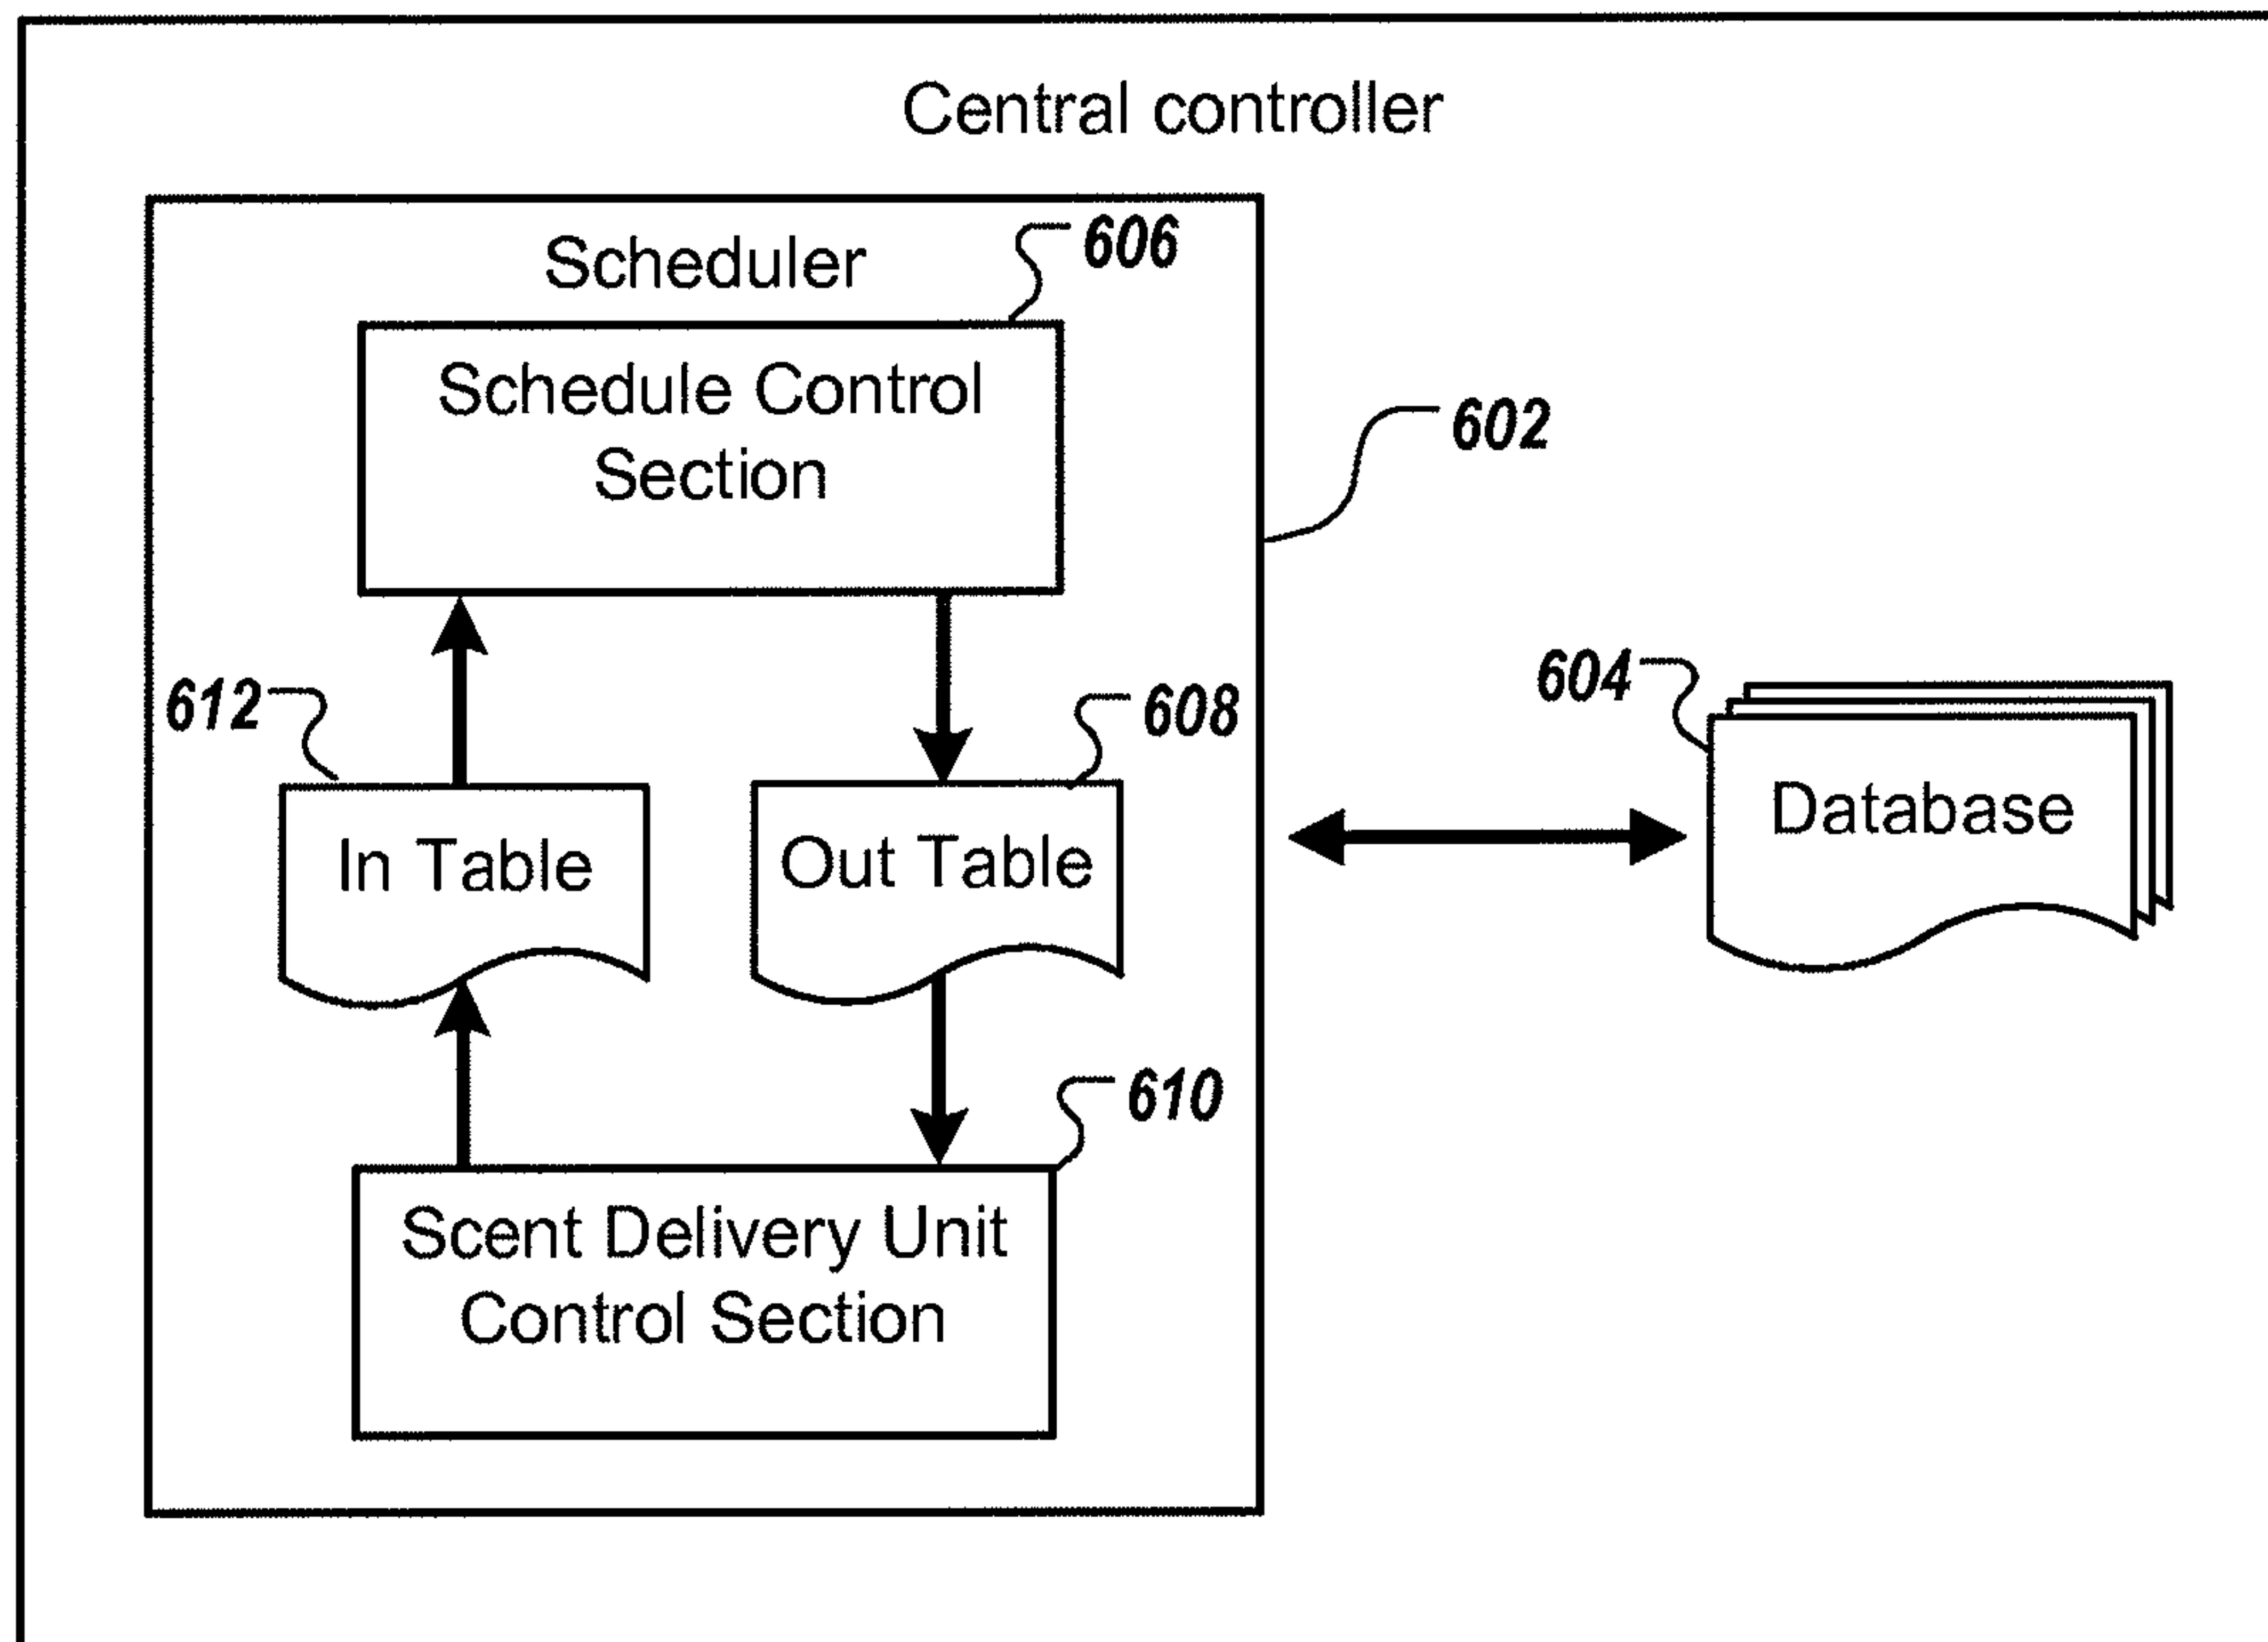 Central controller
Scheduler
606
Schedule Control
Section
602
612
608
604
In Table
Out Table
Database
610
Scent Delivery Unit
Control Section